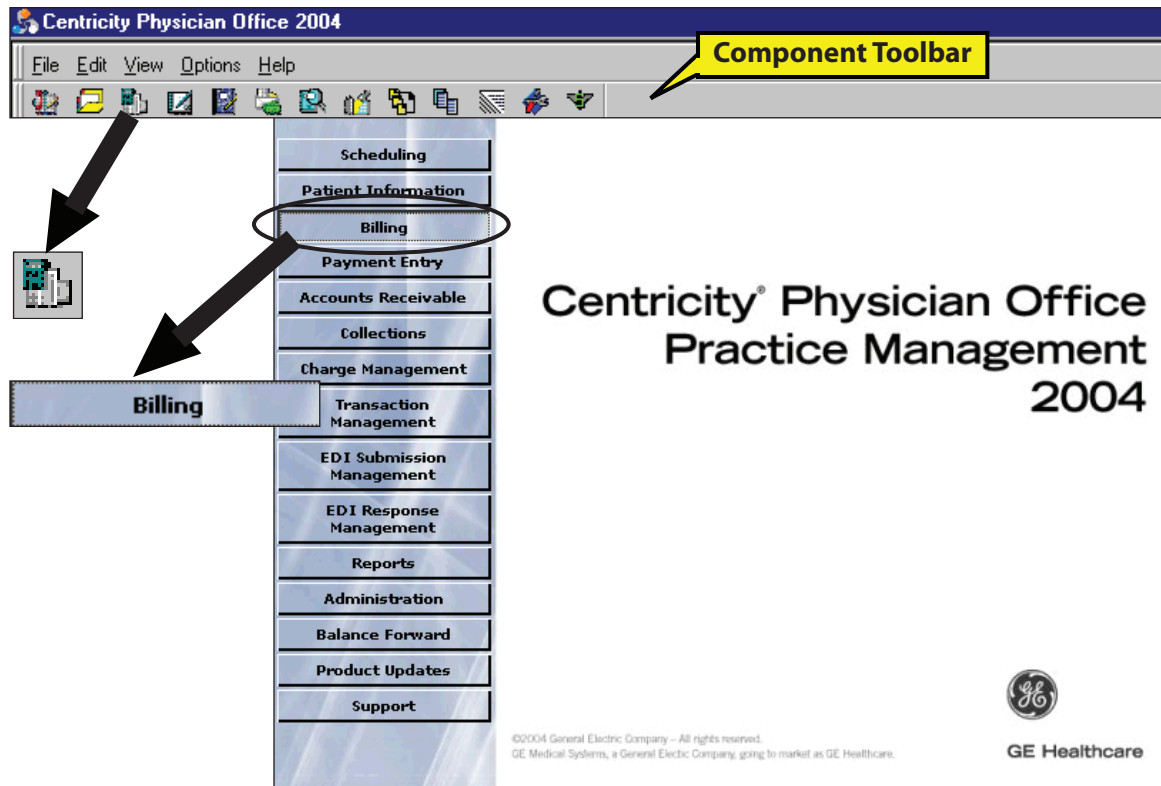 Centricity Physician Office 2004
File Edit View Options Help
Component Toolbar
Scheduling
Patient Information
Billing
Payment Entry
Accounts Receivable
Collections
Charge Management
Billing
Transaction
Management
EDI Submission
Management
EDI Response
Management
Reports
Administration
Balance Forward
Product Updates
Support
Centricity® Physician Office
Practice Management
2004
©2004 General Electric Company – All rights reserved.
GE Medical Systems, a General Electic Company, going to market as GE Healthcare.
GE
GE Healthcare